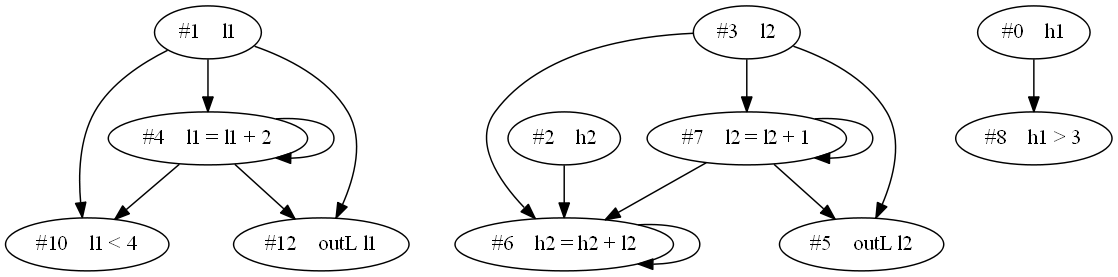 #1 l1
#3 l2
#0 h1
#4 l1 = l1 + 2
#2 h2
#7 l2 = l2 + 1
#8 h1 > 3
#10 l1 < 4
#12 outL l1
#6 h2 = h2 + l2
#5 outL l2